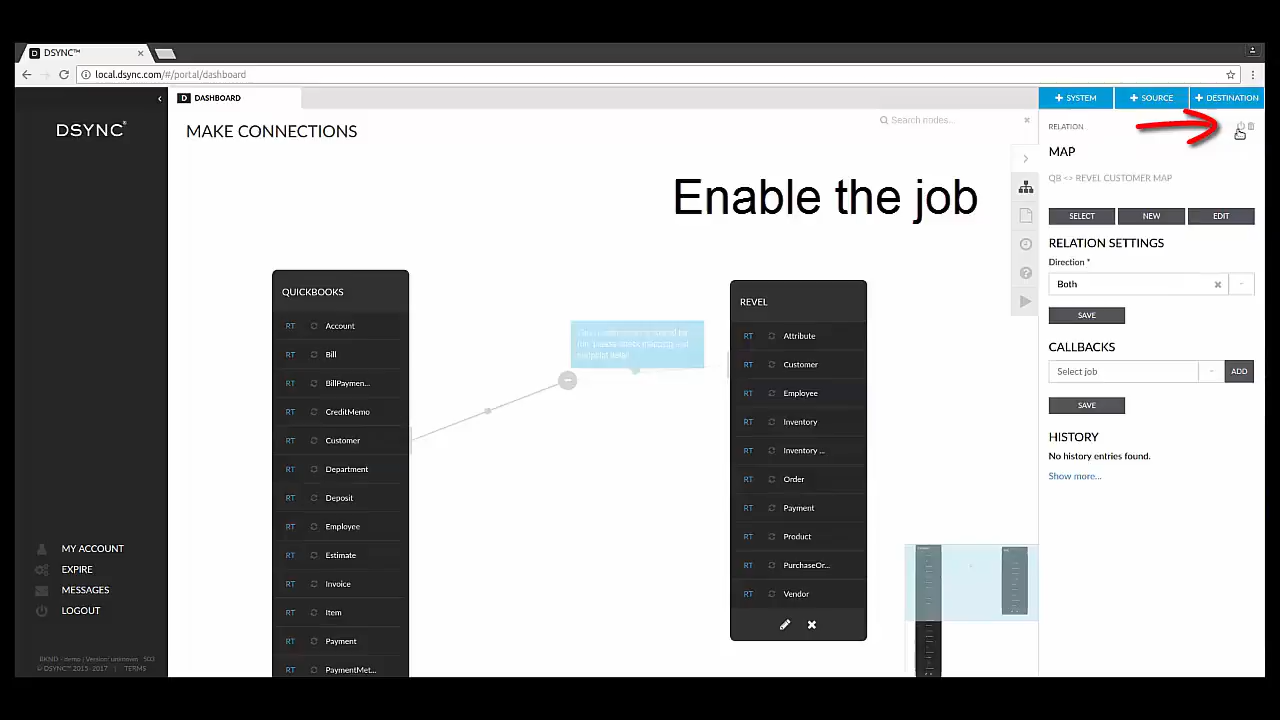 DSYNC™
local.dsync.com/#/portal/dashboard
DSYNC®
MY ACCOUNT
EXPIRE
MESSAGES
LOGOUT
© DSYNC™ 2015-2017 | TERMS
D DASHBOARD
MAKE CONNECTIONS
Search nodes...
Enable the job
QUICKBOOKS
RT Account
RT Bill
RT BillPaymen...
RT CreditMemo
RT Customer
RT Department
RT Deposit
RT Employee
RT Estimate
RT Invoice
RT Item
RT Payment
RT PaymentMet...
REVEL
RT Attribute
RT Customer
RT Employee
RT Inventory
RT Inventory ...
RT Order
RT Payment
RT Product
RT PurchaseOr...
RT Vendor
+ SYSTEM
+ SOURCE
+ DESTINATION
RELATION
MAP
QB <> REVEL CUSTOMER MAP
SELECT
NEW
EDIT
RELATION SETTINGS
Direction *
Both
SAVE
CALLBACKS
Select job
ADD
SAVE
HISTORY
No history entries found.
Show more...